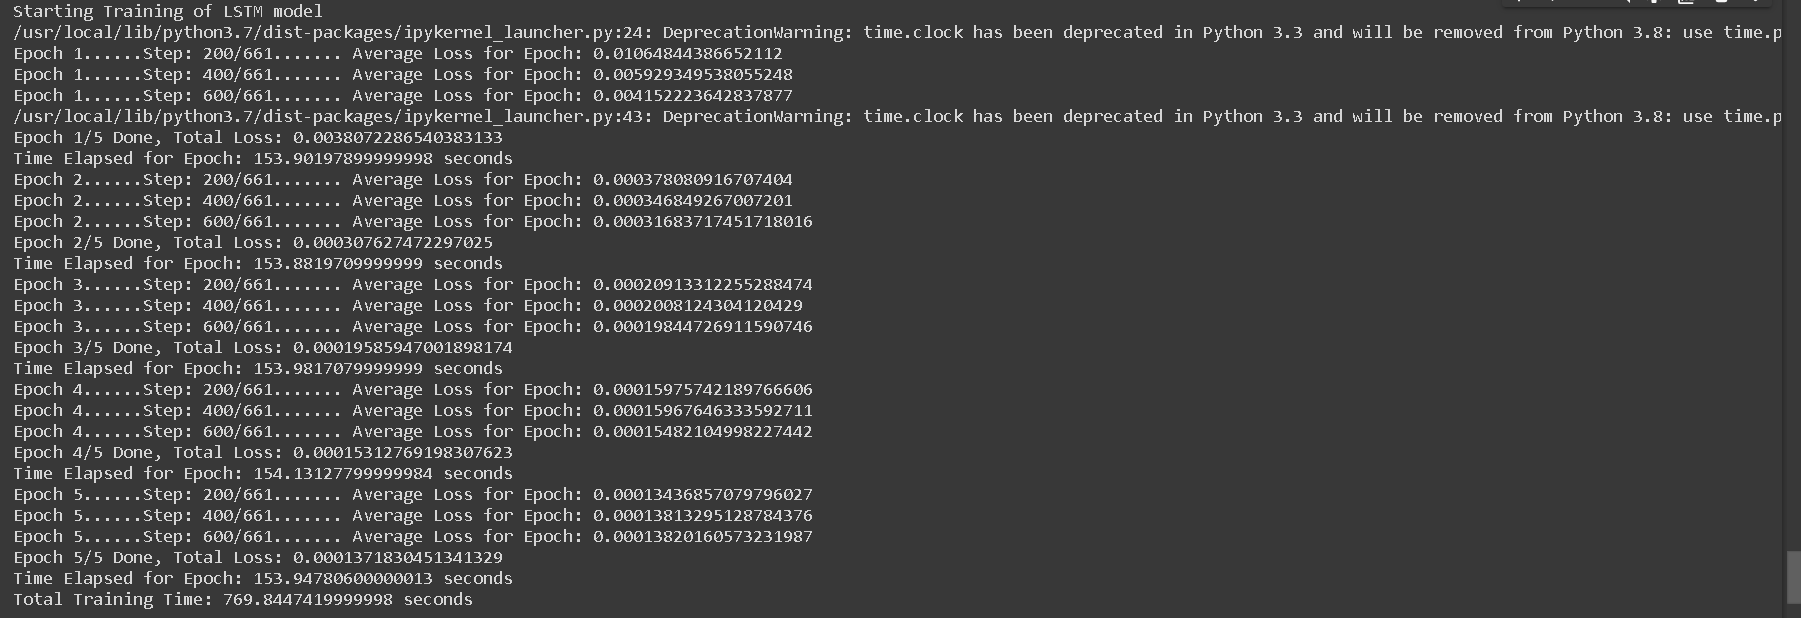 Starting Training of LSTM model
/usr/local/lib/python3.7/dist-packages/ipykernel_launcher.py:24: DeprecationWarning: time.clock has been deprecated in Python 3.3 and will be removed from Python 3.8: use time.p
Epoch 1......Step: 200/661....... Average Loss for Epoch: 0.01064844386652112
Epoch 1......Step: 400/661....... Average Loss for Epoch: 0.005929349538055248
Epoch 1......Step: 600/661....... Average Loss for Epoch: 0.004152223642837877
/usr/local/lib/python3.7/dist-packages/ipykernel_launcher.py:43: DeprecationWarning: time.clock has been deprecated in Python 3.3 and will be removed from Python 3.8: use time.p
Epoch 1/5 Done, Total Loss: 0.0038072286540383133
Time Elapsed for Epoch: 153.90197899999998 seconds
Epoch 2......Step: 200/661....... Average Loss for Epoch: 0.000378080916707404
Epoch 2......Step: 400/661....... Average Loss for Epoch: 0.000346849267007201
Epoch 2......Step: 600/661....... Average Loss for Epoch: 0.00031683717451718016
Epoch 2/5 Done, Total Loss: 0.000307627472297025
Time Elapsed for Epoch: 153.8819709999999 seconds
Epoch 3......Step: 200/661....... Average Loss for Epoch: 0.00020913312255288474
Epoch 3......Step: 400/661....... Average Loss for Epoch: 0.0002008124304120429
Epoch 3......Step: 600/661....... Average Loss for Epoch: 0.00019844726911590746
Epoch 3/5 Done, Total Loss: 0.00019585947001898174
Time Elapsed for Epoch: 153.9817079999999 seconds
Epoch 4......Step: 200/661....... Average Loss for Epoch: 0.00015975742189766606
Epoch 4......Step: 400/661....... Average Loss for Epoch: 0.00015967646333592711
Epoch 4......Step: 600/661....... Average Loss for Epoch: 0.00015482104998227442
Epoch 4/5 Done, Total Loss: 0.00015312769198307623
Time Elapsed for Epoch: 154.13127799999984 seconds
Epoch 5......Step: 200/661....... Average Loss for Epoch: 0.00013436857079796027
Epoch 5......Step: 400/661....... Average Loss for Epoch: 0.00013813295128784376
Epoch 5......Step: 600/661....... Average Loss for Epoch: 0.00013820160573231987
Epoch 5/5 Done, Total Loss: 0.0001371830451341329
Time Elapsed for Epoch: 153.94780600000013 seconds
Total Training Time: 769.8447419999998 seconds